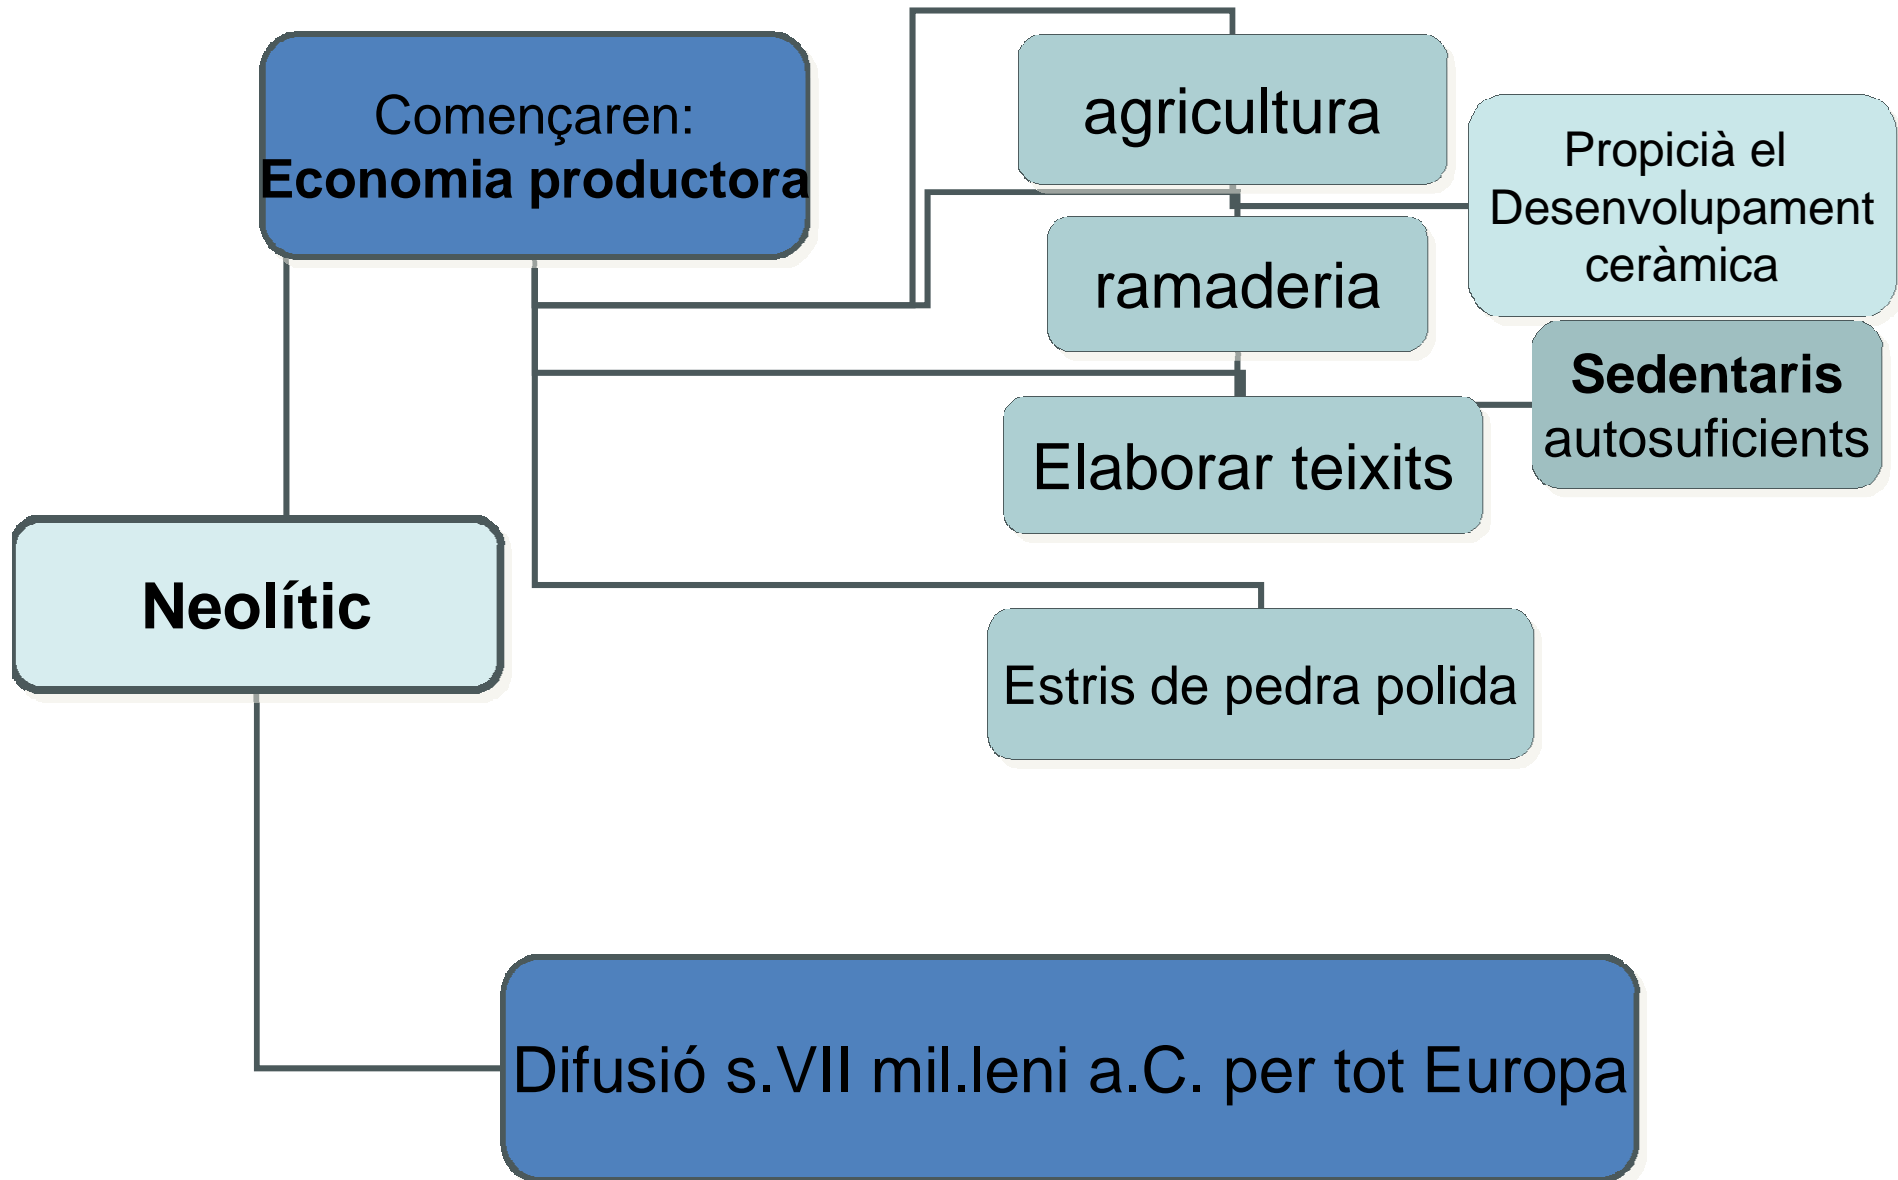 Començaren:
Economia productora
agricultura
Propicià el
Desenvolupament
ceràmica
ramaderia
Sedentaris
autosuficients
Elaborar teixits
Neolític
Estris de pedra polida
Difusió s.VII mil.leni a.C. per tot Europa